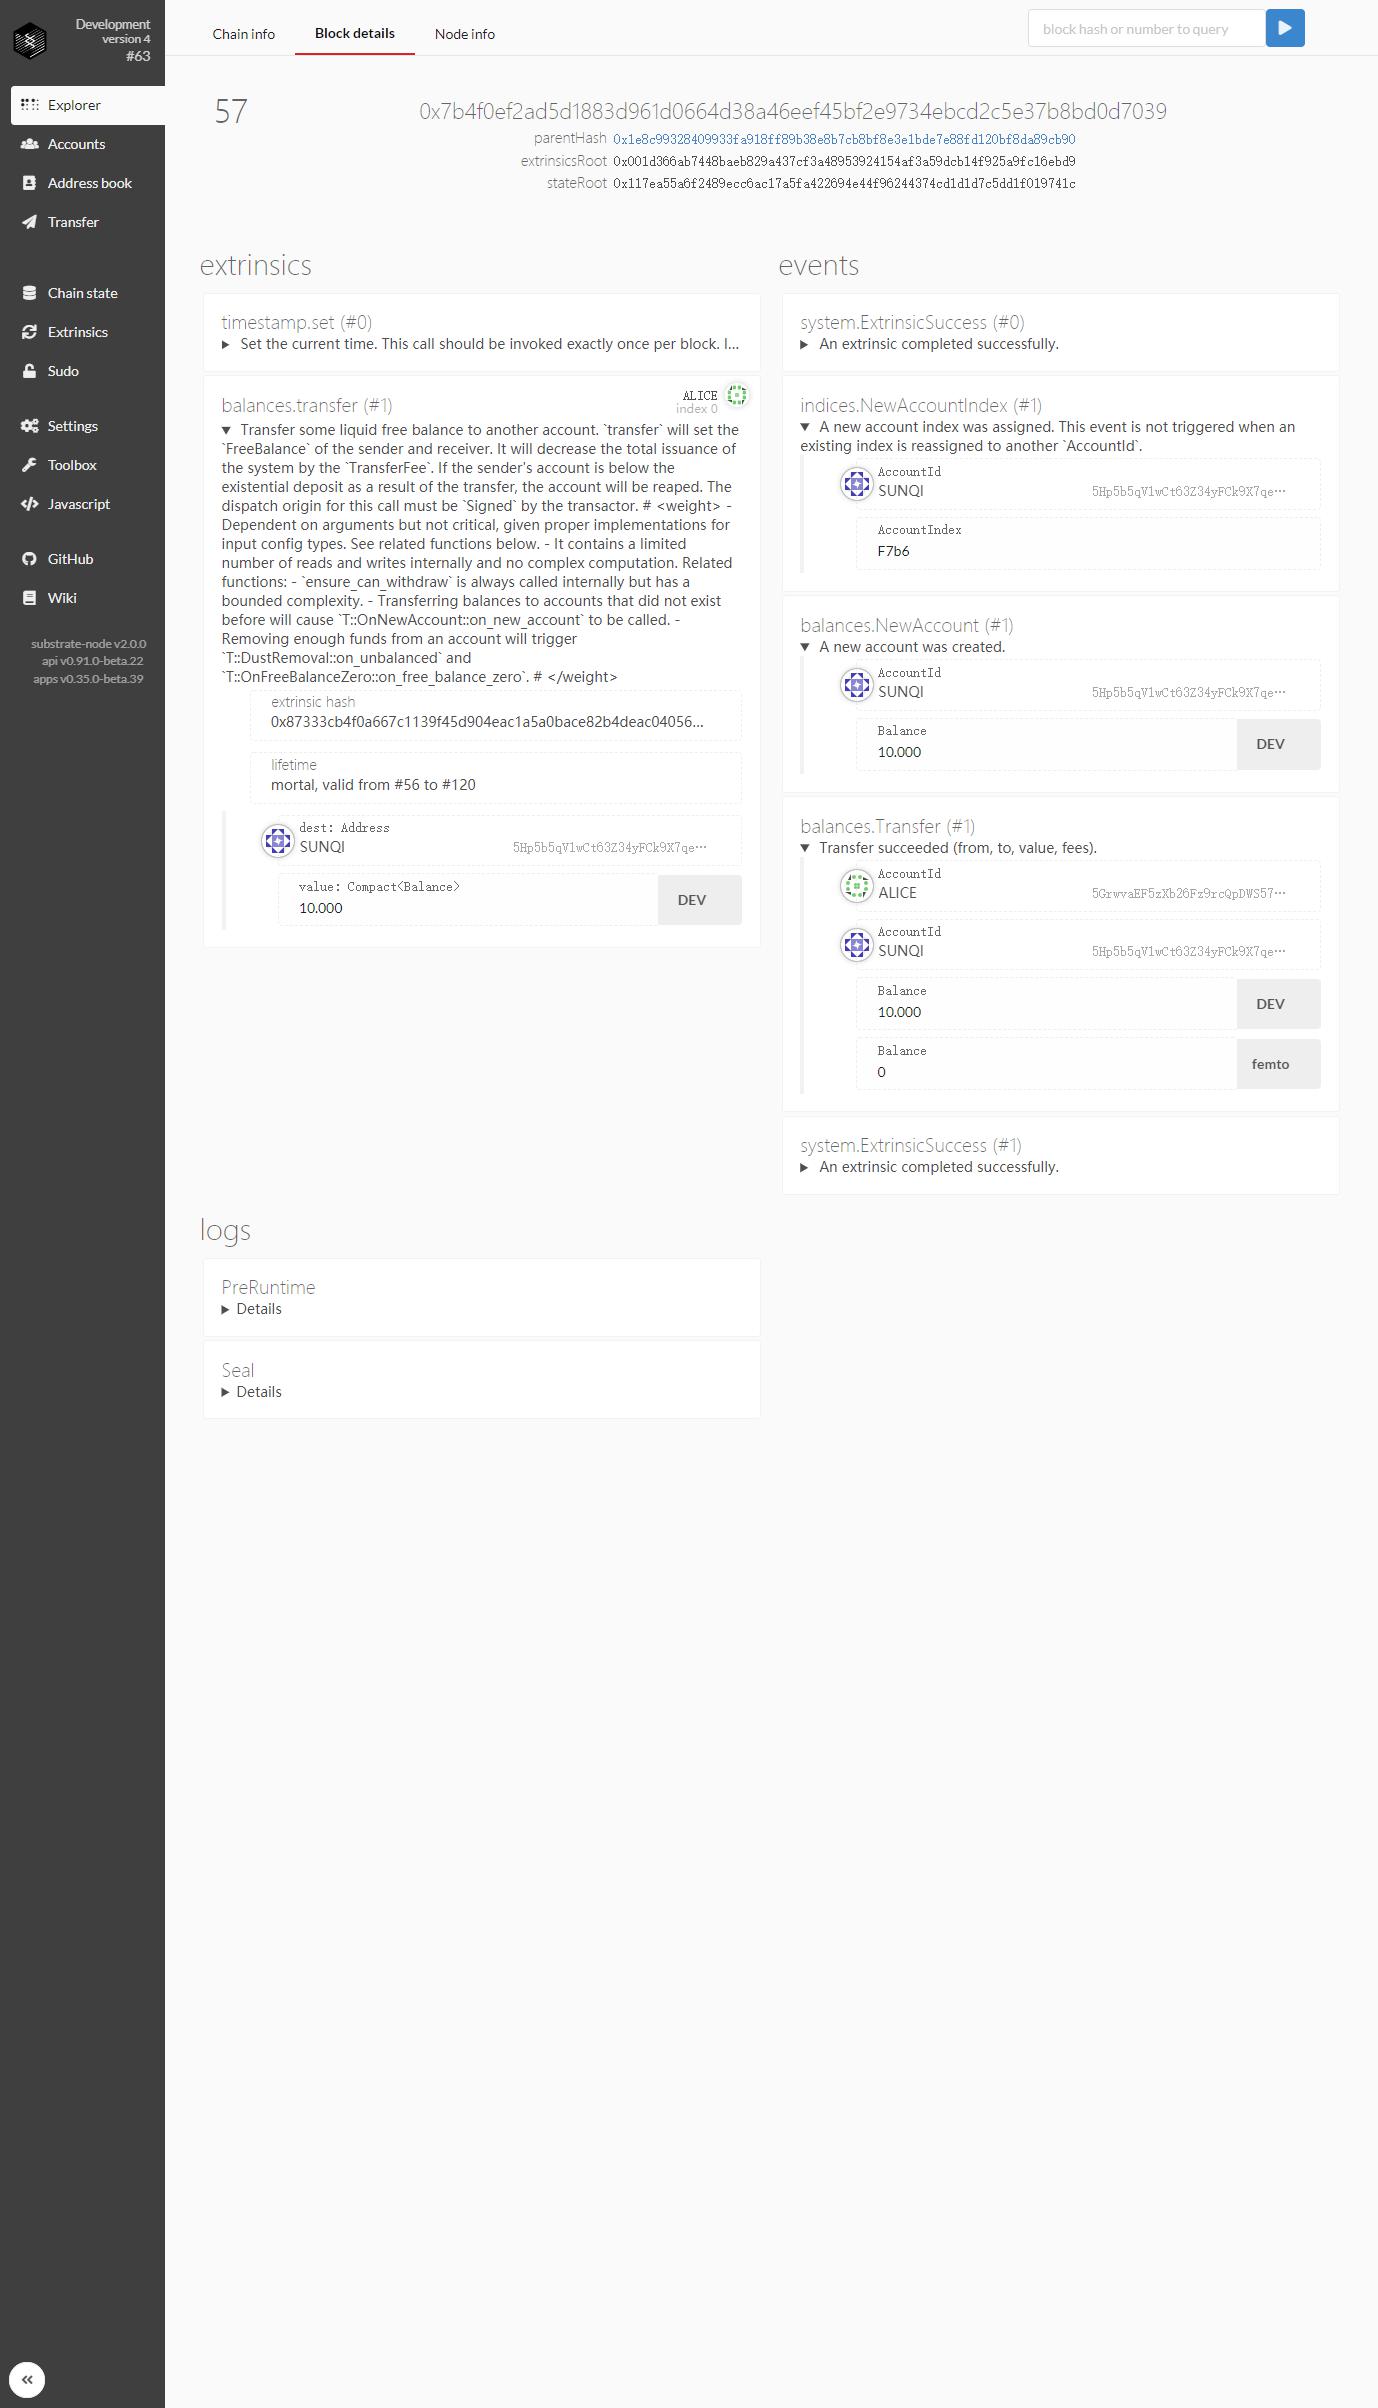 Development
version 4
#63
Explorer
Accounts
Address book
Transfer
Chain state
Extrinsics
Sudo
Settings
Toolbox
Javascript
GitHub
Wiki
substrate-node v2.0.0
api v0.91.0-beta.22
apps v0.35.0-beta.39
Chain info
Block details
Node info
block hash or number to query
57
0x7b4f0ef2ad5d1883d961d0664d38a46eef45bf2e9734ebcd2c5e37b8bd0d7039
parentHash 0x1e8c99328409933fa918ff89b38e8b7cb8bf8e3e1bde7e88fd120bf8da89cb90
extrinsicsRoot 0x001d366ab7448baeb829a437cf3a48953924154af3a59dcb14f925a9fc16ebd9
stateRoot 0x117ea55a6f2489ecc6ac17a5fa422694e44f96244374cd1d1d7c5dd1f019741c
extrinsics
timestamp.set (#0)
Set the current time. This call should be invoked exactly once per block. I...
balances.transfer (#1)
ALICE
index 0
Transfer some liquid free balance to another account. `transfer` will set the
`FreeBalance` of the sender and receiver. It will decrease the total issuance of
the system by the `TransferFee`. If the sender's account is below the
existential deposit as a result of the transfer, the account will be reaped. The
dispatch origin for this call must be `Signed` by the transactor. # <weight> -
Dependent on arguments but not critical, given proper implementations for
input config types. See related functions below. - It contains a limited
number of reads and writes internally and no complex computation. Related
functions: - `ensure_can_withdraw` is always called internally but has a
bounded complexity. - Transferring balances to accounts that did not exist
before will cause `T::OnNewAccount::on_new_account` to be called. -
Removing enough funds from an account will trigger
`T::DustRemoval::on_unbalanced` and
`T::OnFreeBalanceZero::on_free_balance_zero`. # </weight>
extrinsic hash
0x87333cb4f0a667c1139f45d904eac1a5a0bace82b4deac04056...
lifetime
mortal, valid from #56 to #120
dest: Address
SUNQI 5Hp5b5qV1wCt63Z34yFCk9X7qe…
value: Compact<Balance>
10.000 DEV
events
system.ExtrinsicSuccess (#0)
An extrinsic completed successfully.
indices.NewAccountIndex (#1)
A new account index was assigned. This event is not triggered when an
existing index is reassigned to another `AccountId`.
AccountId
SUNQI 5Hp5b5qV1wCt63Z34yFCk9X7qe…
AccountIndex
F7b6
balances.NewAccount (#1)
A new account was created.
AccountId
SUNQI 5Hp5b5qV1wCt63Z34yFCk9X7qe…
Balance
10.000 DEV
balances.Transfer (#1)
Transfer succeeded (from, to, value, fees).
AccountId
ALICE 5GrwvaEF5zXb26Fz9rcQpDWS57…
AccountId
SUNQI 5Hp5b5qV1wCt63Z34yFCk9X7qe…
Balance
10.000 DEV
Balance
0 femto
system.ExtrinsicSuccess (#1)
An extrinsic completed successfully.
logs
PreRuntime
Details
Seal
Details